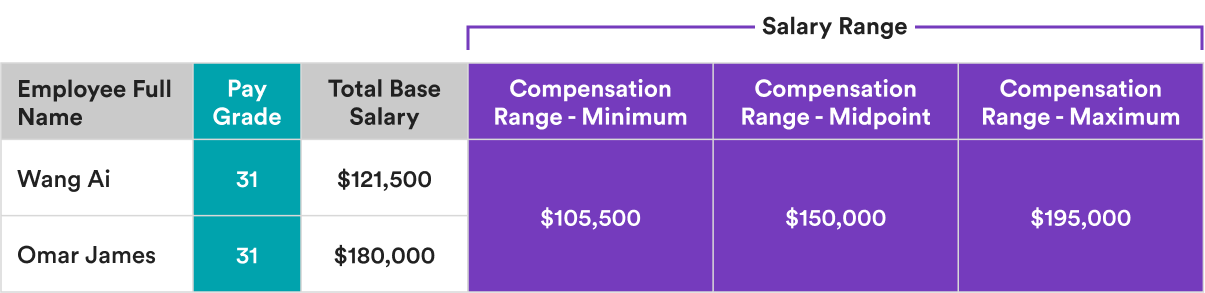 Salary Range
Employee Full
Name
Pay
Grade
Total Base
Salary
Compensation
Range - Minimum
Compensation
Range - Midpoint
Compensation
Range - Maximum
Wang Ai
31
$121,500
$105,500
$150,000
$195,000
Omar James
31
$180,000